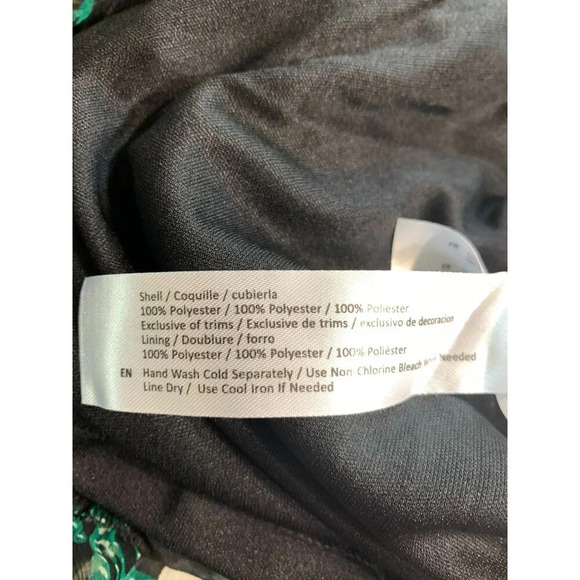 Shell / Coquille / cubierla
100% Polyester / 100% Polyester / 100% Poliéster
Exclusive of trims / Exclusive de trims / exclusivo de decoracion
Lining / Doublure / forro
100% Polyester / 100% Polyester / 100% Poliéster
EN Hand Wash Cold Separately / Use Non-Chlorine Bleach When Needed
Line Dry / Use Cool Iron If Needed